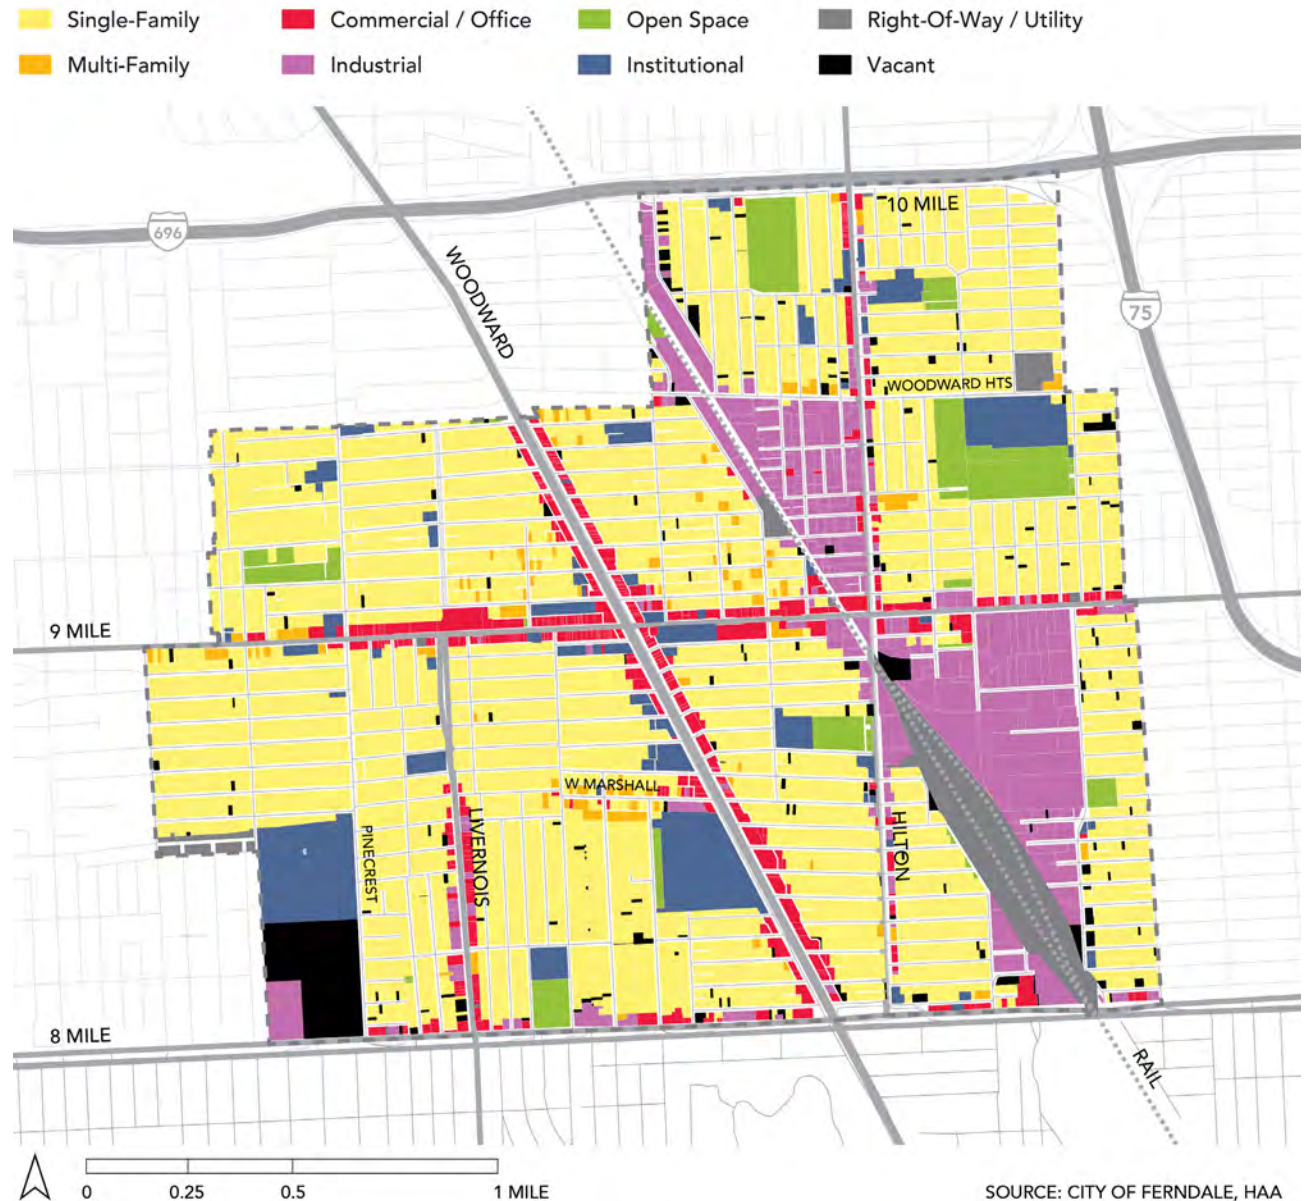 Single-Family
Commercial / Office
Open Space
Right-Of-Way / Utility
Multi-Family
Industrial
Institutional
Vacant
10 MILE
696
WOODWARD
75
WOODWARD HTS
9 MILE
W MARSHALL
PINECREST
LIVERNOIS
HILTON
8 MILE
RAIL
0 0.25 0.5 1 MILE
SOURCE: CITY OF FERNDALE, HAA